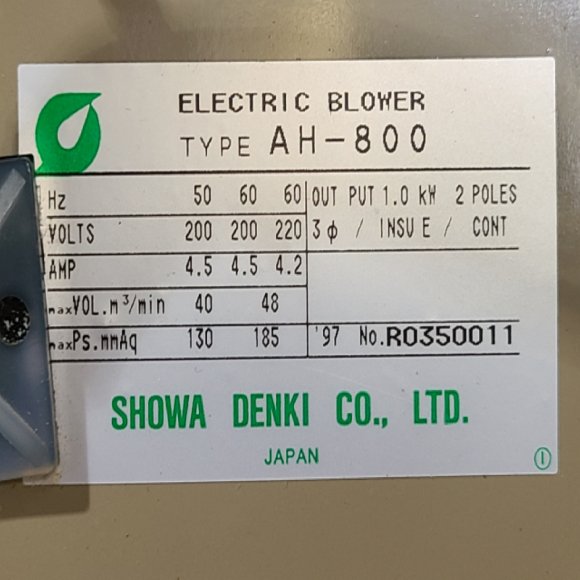 ELECTRIC BLOWER
TYPE AH-800
Hz 50 60 60 OUT PUT 1.0 kW 2 POLES
VOLTS 200 200 220 3φ / INSU E / CONT
AMP 4.5 4.5 4.2
maxVOL.m³/min 40 48
maxPs.mmAq 130 185 '97 No.R0350011
SHOWA DENKI CO., LTD.
JAPAN
①